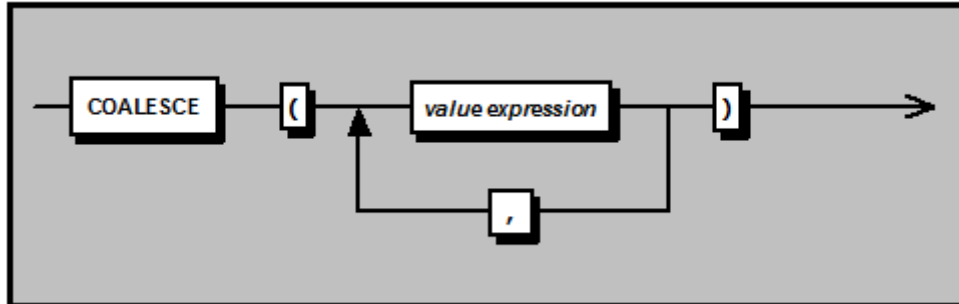 COALESCE ( value expression )
,